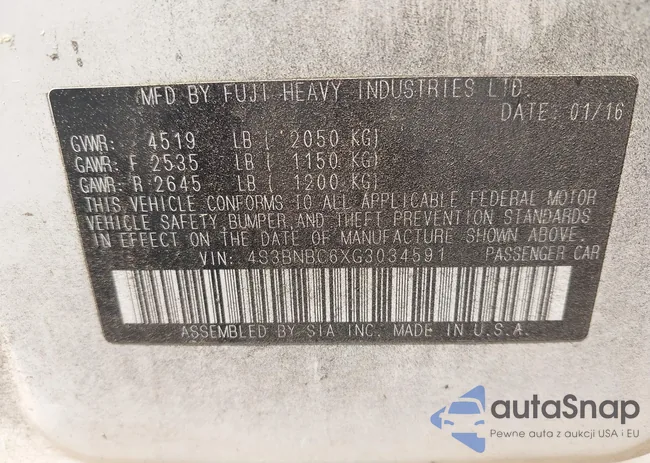 MFD BY FUJI HEAVY INDUSTRIES LTD.
DATE: 01/16
GVWR: 4519 LB ( 2050 KG)
GAWR: F 2535 LB ( 1150 KG)
GAWR: R 2645 LB ( 1200 KG)
THIS VEHICLE CONFORMS TO ALL APPLICABLE FEDERAL MOTOR
VEHICLE SAFETY, BUMPER, AND THEFT PREVENTION STANDARDS
IN EFFECT ON THE DATE OF MANUFACTURE SHOWN ABOVE.
VIN: 4S3BNBC6XG3034591 PASSENGER CAR
ASSEMBLED BY SIA INC. MADE IN U.S.A.
autaSnap
Pewne auta z aukcji USA i EU